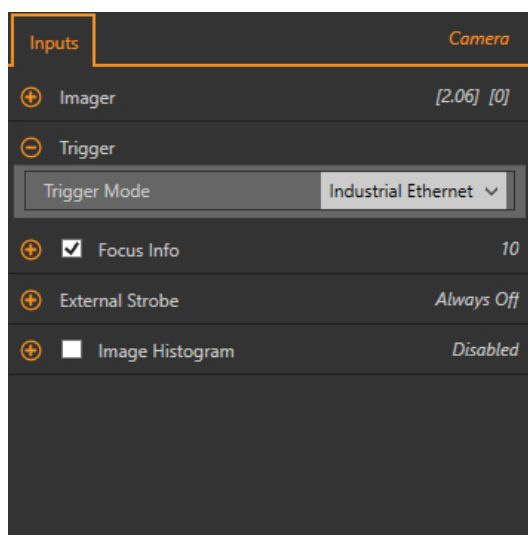 Inputs Camera
Imager [2.06] [0]
Trigger
Trigger Mode Industrial Ethernet
Focus Info 10
External Strobe Always Off
Image Histogram Disabled